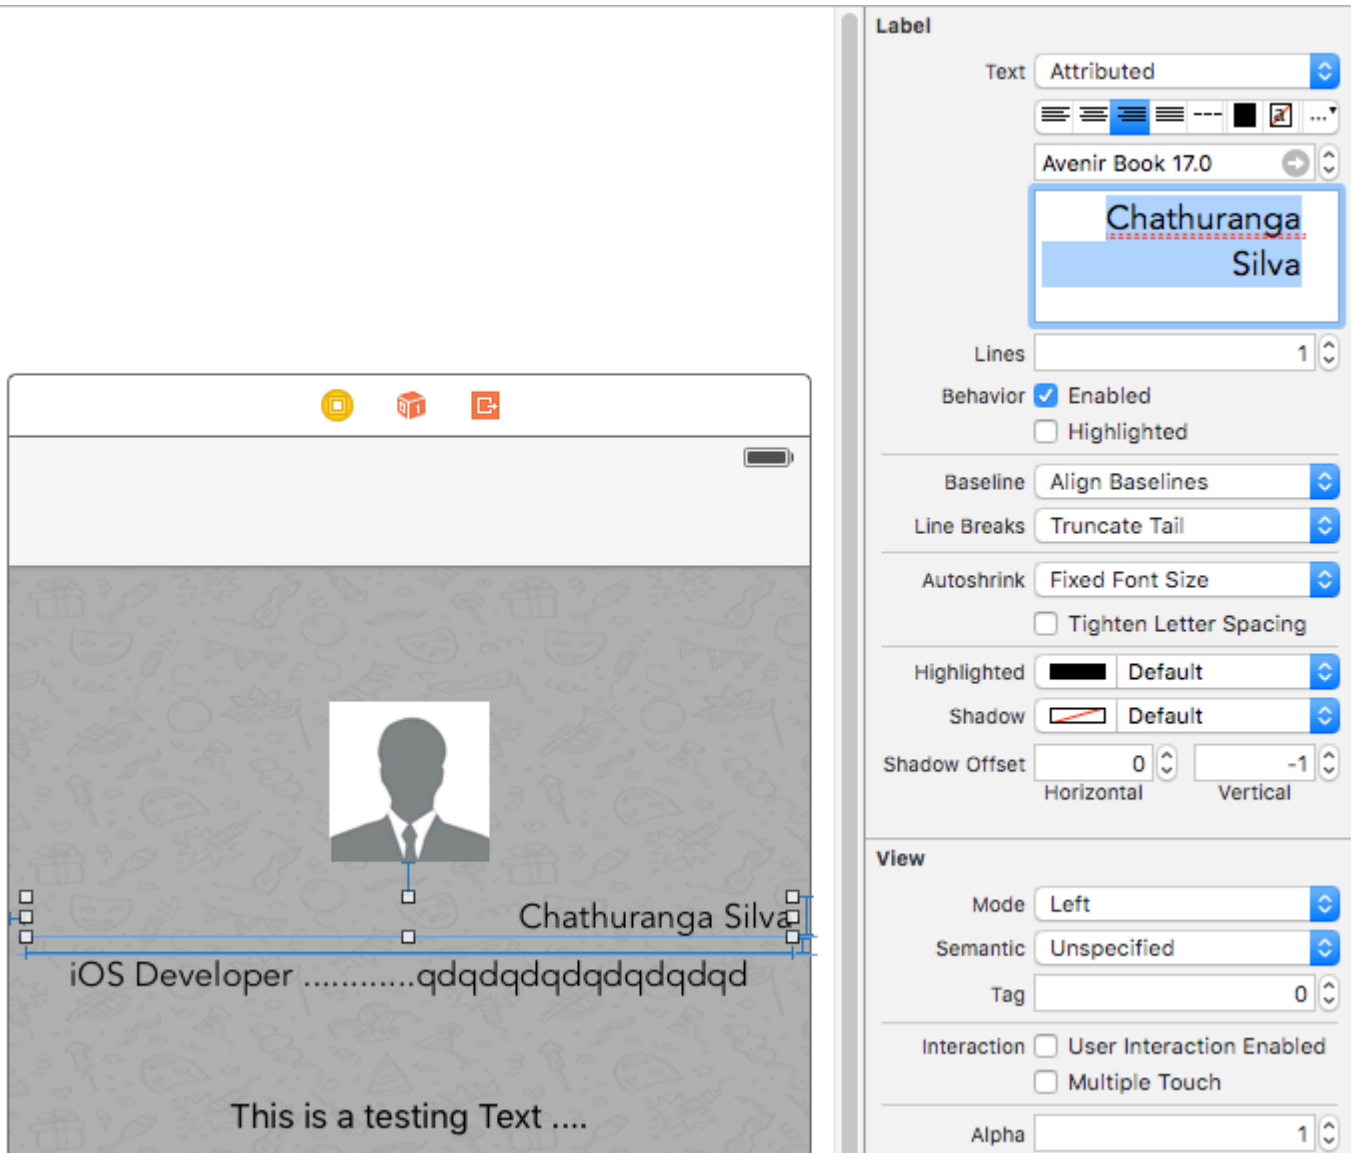 Label
Text Attributed
a ...
Avenir Book 17.0
Chathuranga
Silva
Lines 1
Behavior Enabled
Highlighted
Baseline Align Baselines
Line Breaks Truncate Tail
Autoshrink Fixed Font Size
Tighten Letter Spacing
Highlighted Default
Shadow Default
Shadow Offset 0 -1
Horizontal Vertical
View
Mode Left
Semantic Unspecified
Tag 0
Interaction User Interaction Enabled
Multiple Touch
Alpha 1
Chathuranga Silva
iOS Developer ............qdqdqdqdqdqdqdqd
This is a testing Text ....